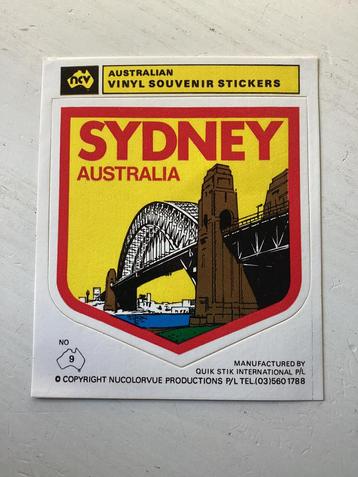 ncv
AUSTRALIAN
VINYL SOUVENIR STICKERS
SYDNEY
AUSTRALIA
NO
9
MANUFACTURED BY
QUIK STIK INTERNATIONAL P/L
© COPYRIGHT NUCOLORVUE PRODUCTIONS P/L TEL.(03)560 1788